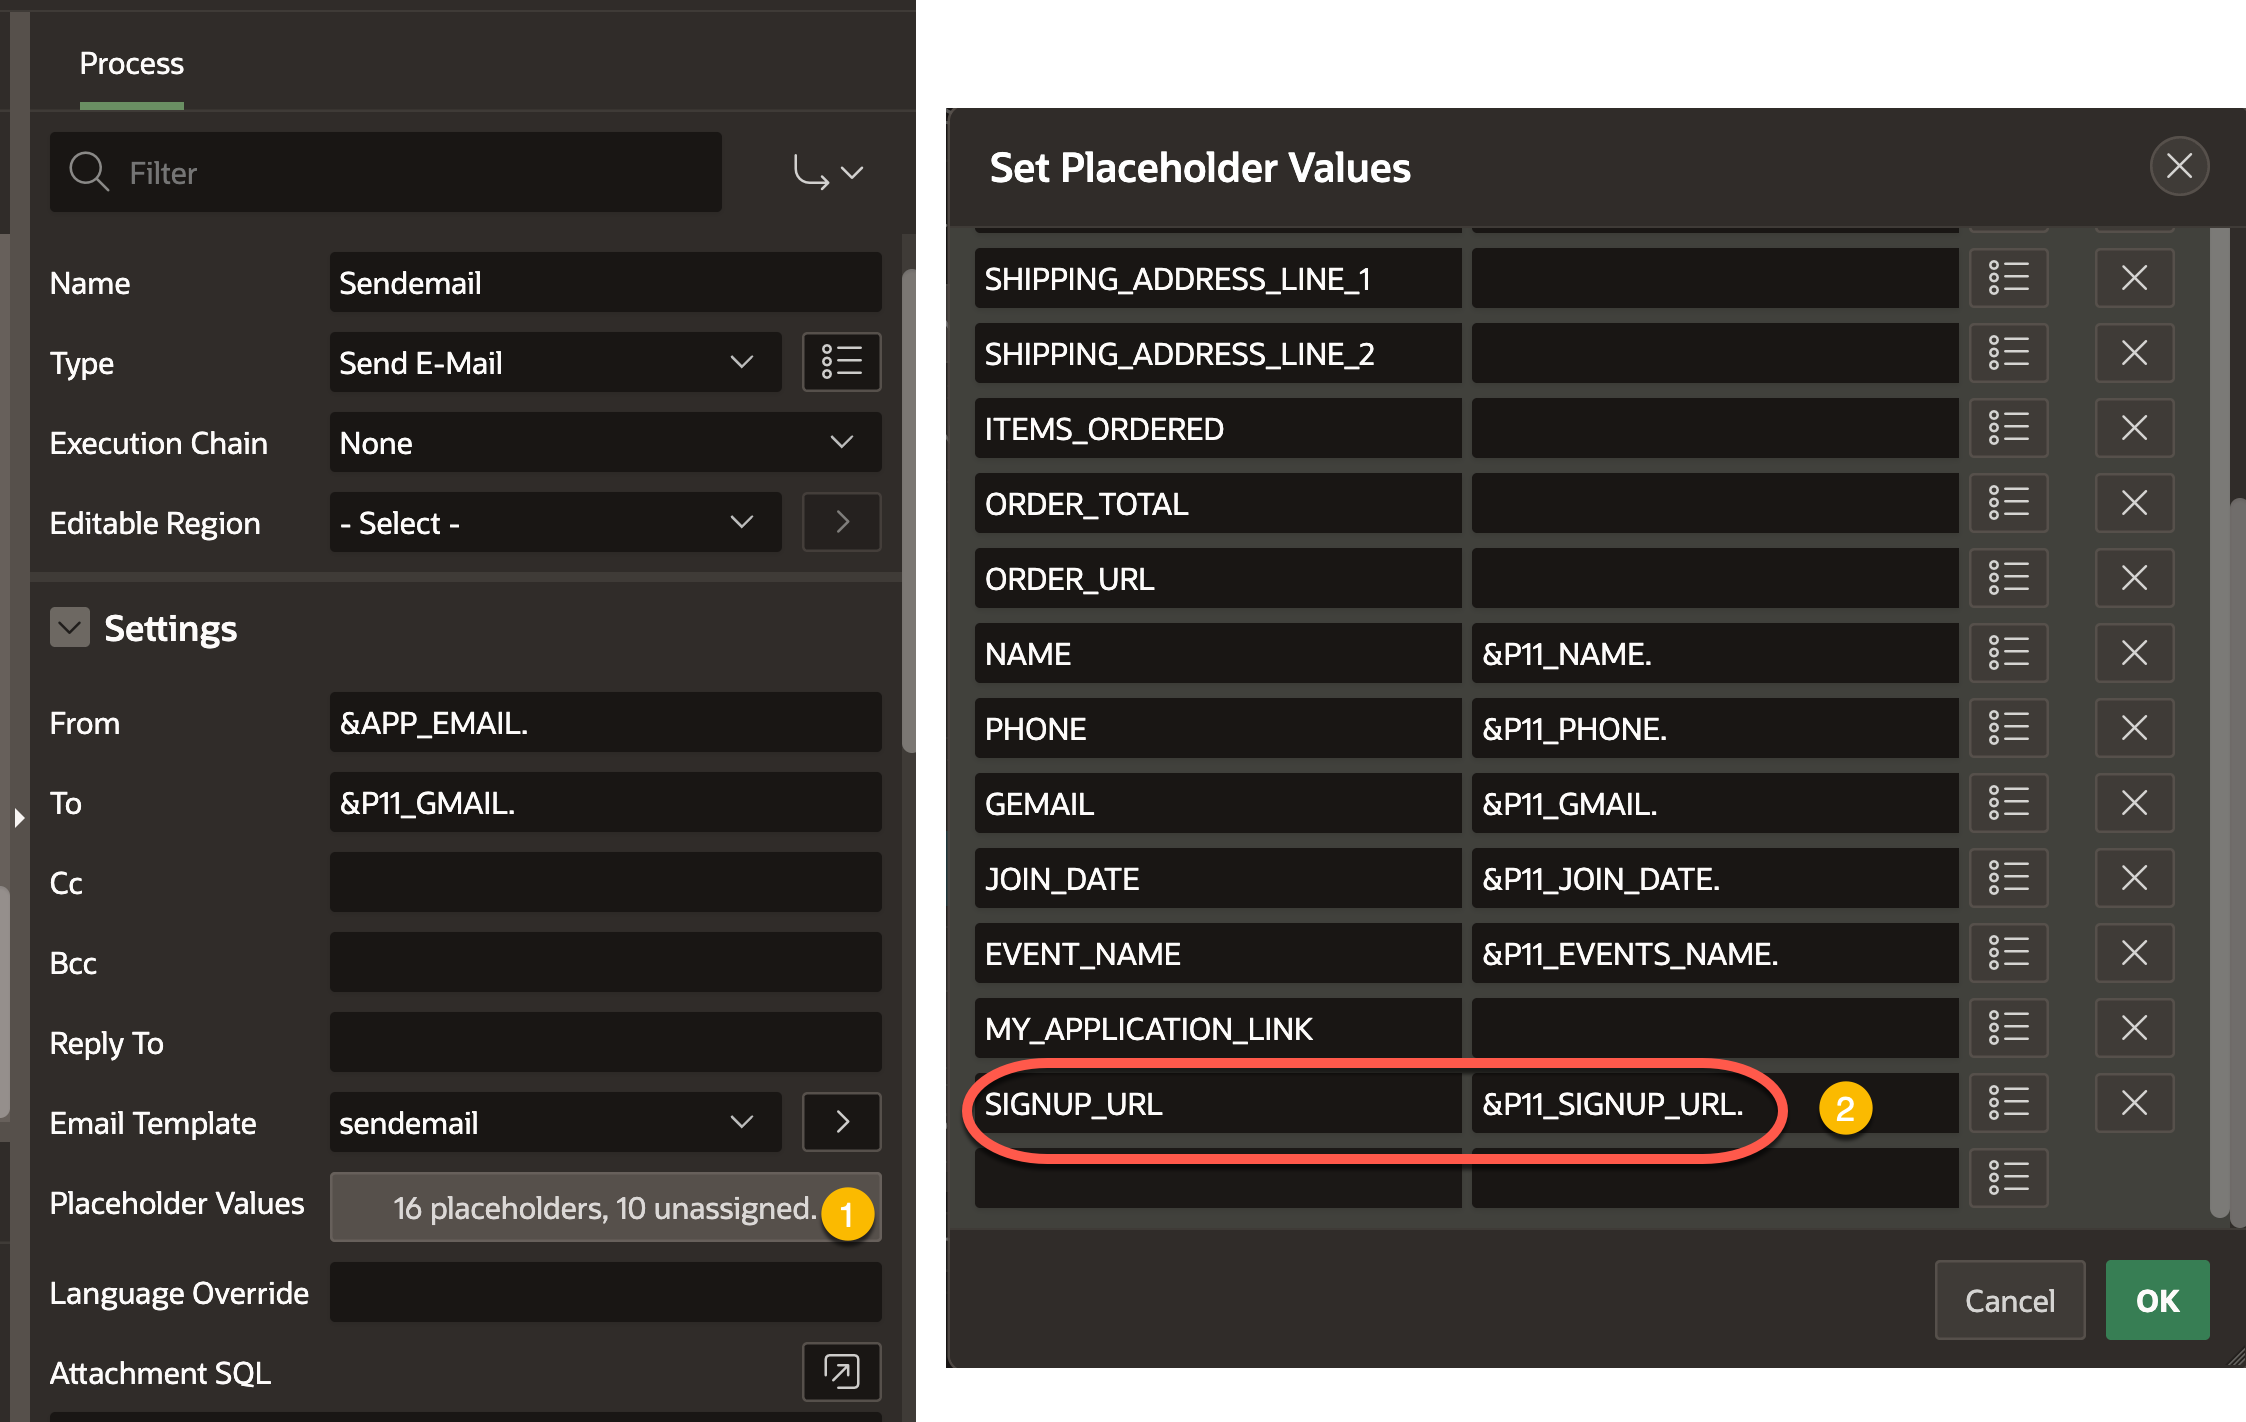 Process
Filter
Name Sendemail
Type Send E-Mail
Execution Chain None
Editable Region - Select -
Settings
From &APP_EMAIL.
To &P11_GMAIL.
Cc
Bcc
Reply To
Email Template sendemail
Placeholder Values 16 placeholders, 10 unassigned. 1
Language Override
Attachment SQL
Set Placeholder Values
SHIPPING_ADDRESS_LINE_1
SHIPPING_ADDRESS_LINE_2
ITEMS_ORDERED
ORDER_TOTAL
ORDER_URL
NAME &P11_NAME.
PHONE &P11_PHONE.
GEMAIL &P11_GMAIL.
JOIN_DATE &P11_JOIN_DATE.
EVENT_NAME &P11_EVENTS_NAME.
MY_APPLICATION_LINK
SIGNUP_URL &P11_SIGNUP_URL. 2
Cancel OK